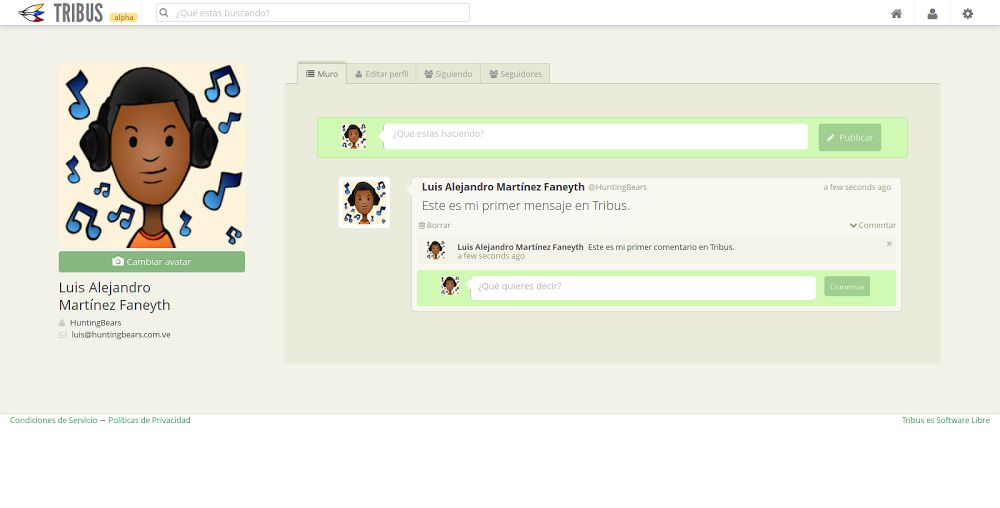 TRIBUS alpha
¿Qué estás buscando?
Muro
Editar perfil
Siguiendo
Seguidores
¿Qué estás haciendo?
Publicar
Luis Alejandro Martínez Faneyth @HuntingBears a few seconds ago
Este es mi primer mensaje en Tribus.
Borrar
Comentar
Luis Alejandro Martínez Faneyth Este es mi primer comentario en Tribus.
a few seconds ago
¿Qué quieres decir?
Comentar
Cambiar avatar
Luis Alejandro
Martínez Faneyth
HuntingBears
luis@huntingbears.com.ve
Condiciones de Servicio — Políticas de Privacidad
Tribus es Software Libre